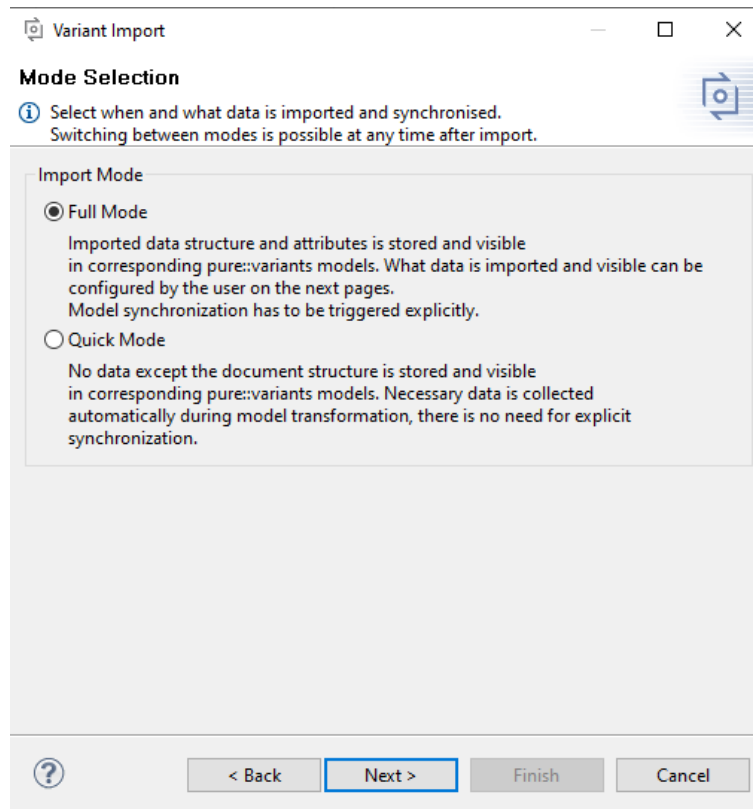 Variant Import
Mode Selection
Select when and what data is imported and synchronised.
Switching between modes is possible at any time after import.
Import Mode
Full Mode
Imported data structure and attributes is stored and visible
in corresponding pure::variants models. What data is imported and visible can be
configured by the user on the next pages.
Model synchronization has to be triggered explicitly.
Quick Mode
No data except the document structure is stored and visible
in corresponding pure::variants models. Necessary data is collected
automatically during model transformation, there is no need for explicit
synchronization.
< Back Next > Finish Cancel